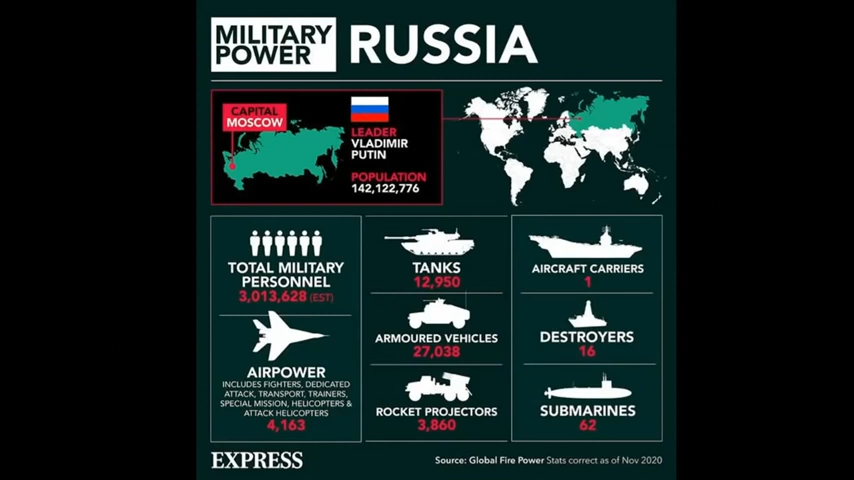 MILITARY
POWER
RUSSIA
CAPITAL
MOSCOW
LEADER
VLADIMIR
PUTIN
POPULATION
142,122,776
TOTAL MILITARY
PERSONNEL
3,013,628 (EST)
AIRPOWER
INCLUDES FIGHTERS, DEDICATED
ATTACK, TRANSPORT, TRAINERS,
SPECIAL MISSION, HELICOPTERS &
ATTACK HELICOPTERS
4,163
TANKS
12,950
ARMOURED VEHICLES
27,038
ROCKET PROJECTORS
3,860
AIRCRAFT CARRIERS
1
DESTROYERS
16
SUBMARINES
62
EXPRESS
Source: Global Fire Power Stats correct as of Nov 2020